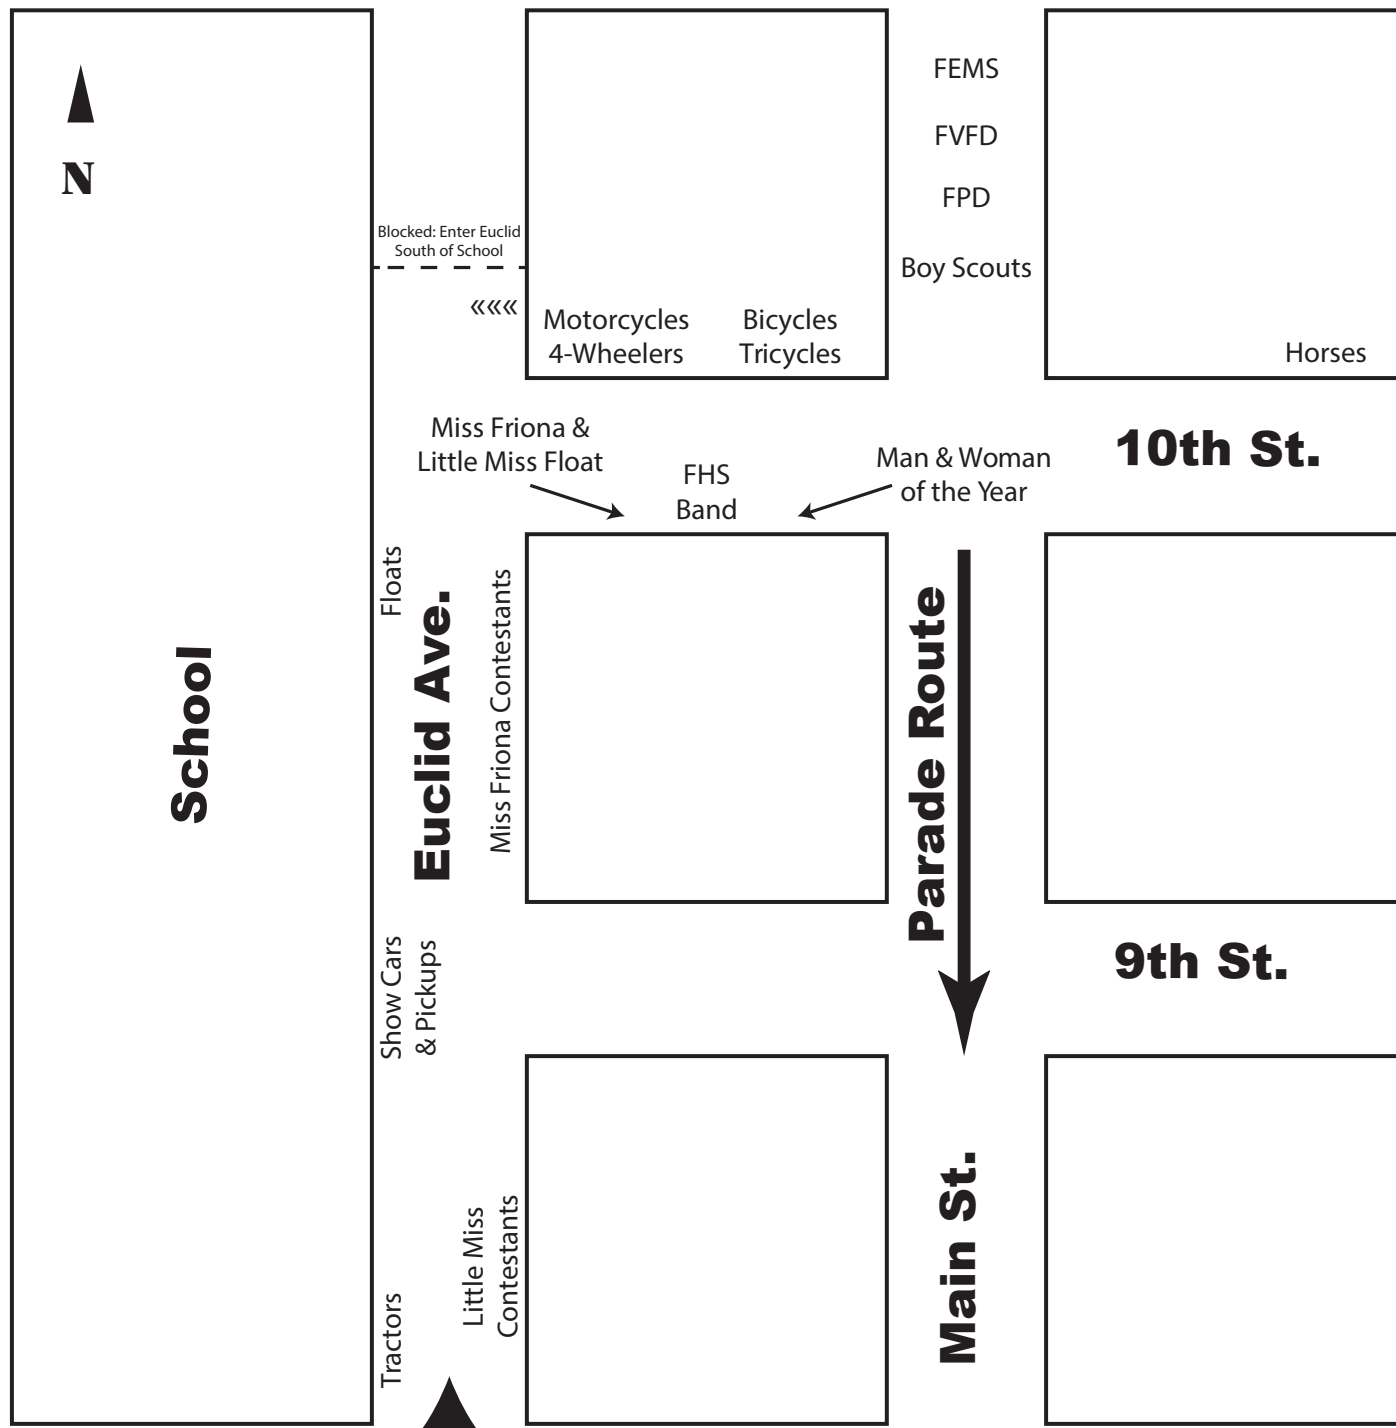 FEMS
FVFD
FPD
Boy Scouts
N
Blocked: Enter Euclid
South of School
«««
Motorcycles
4-Wheelers
Bicycles
Tricycles
Horses
Miss Friona &
Little Miss Float
FHS
Band
Man & Woman
of the Year
10th St.
School
Floats
Euclid Ave.
Miss Friona Contestants
Parade Route
Show Cars
& Pickups
9th St.
Tractors
Little Miss
Contestants
Main St.